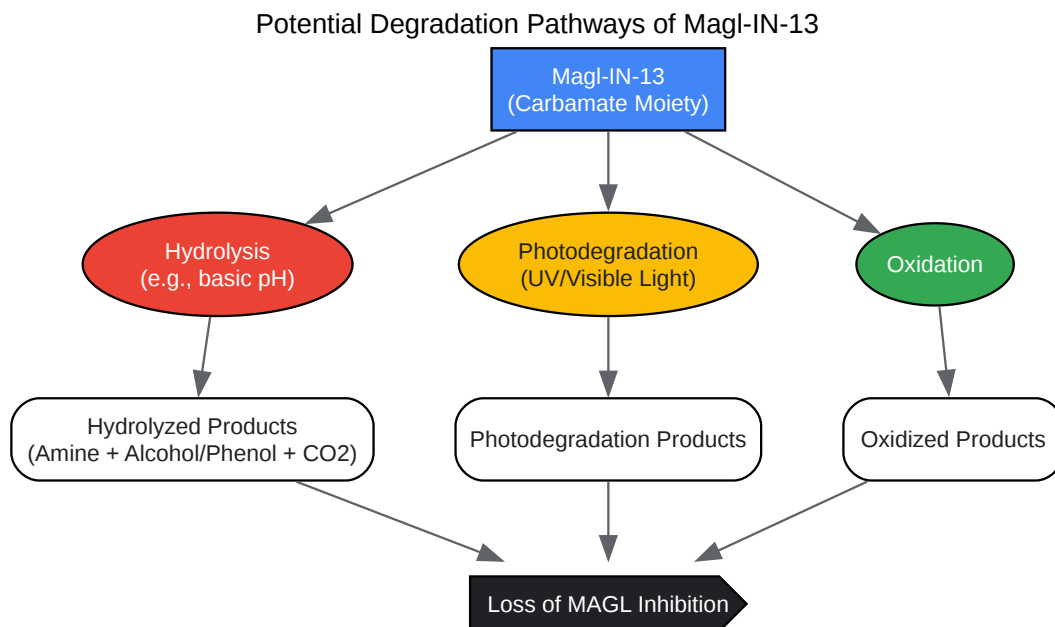 Potential Degradation Pathways of Magl-IN-13
Magl-IN-13
(Carbamate Moiety)
Hydrolysis
(e.g., basic pH)
Photodegradation
(UV/Visible Light)
Oxidation
Hydrolyzed Products
(Amine + Alcohol/Phenol + CO2)
Photodegradation Products
Oxidized Products
Loss of MAGL Inhibition